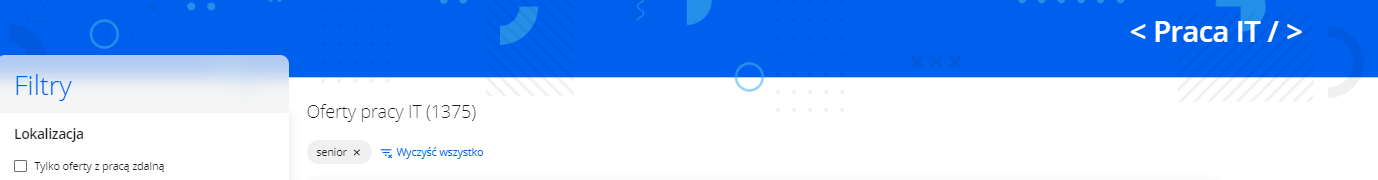 < Praca IT / >
Filtry
Lokalizacja
Tylko oferty z pracą zdalną
Oferty pracy IT (1375)
senior ×
Wyczyść wszystko